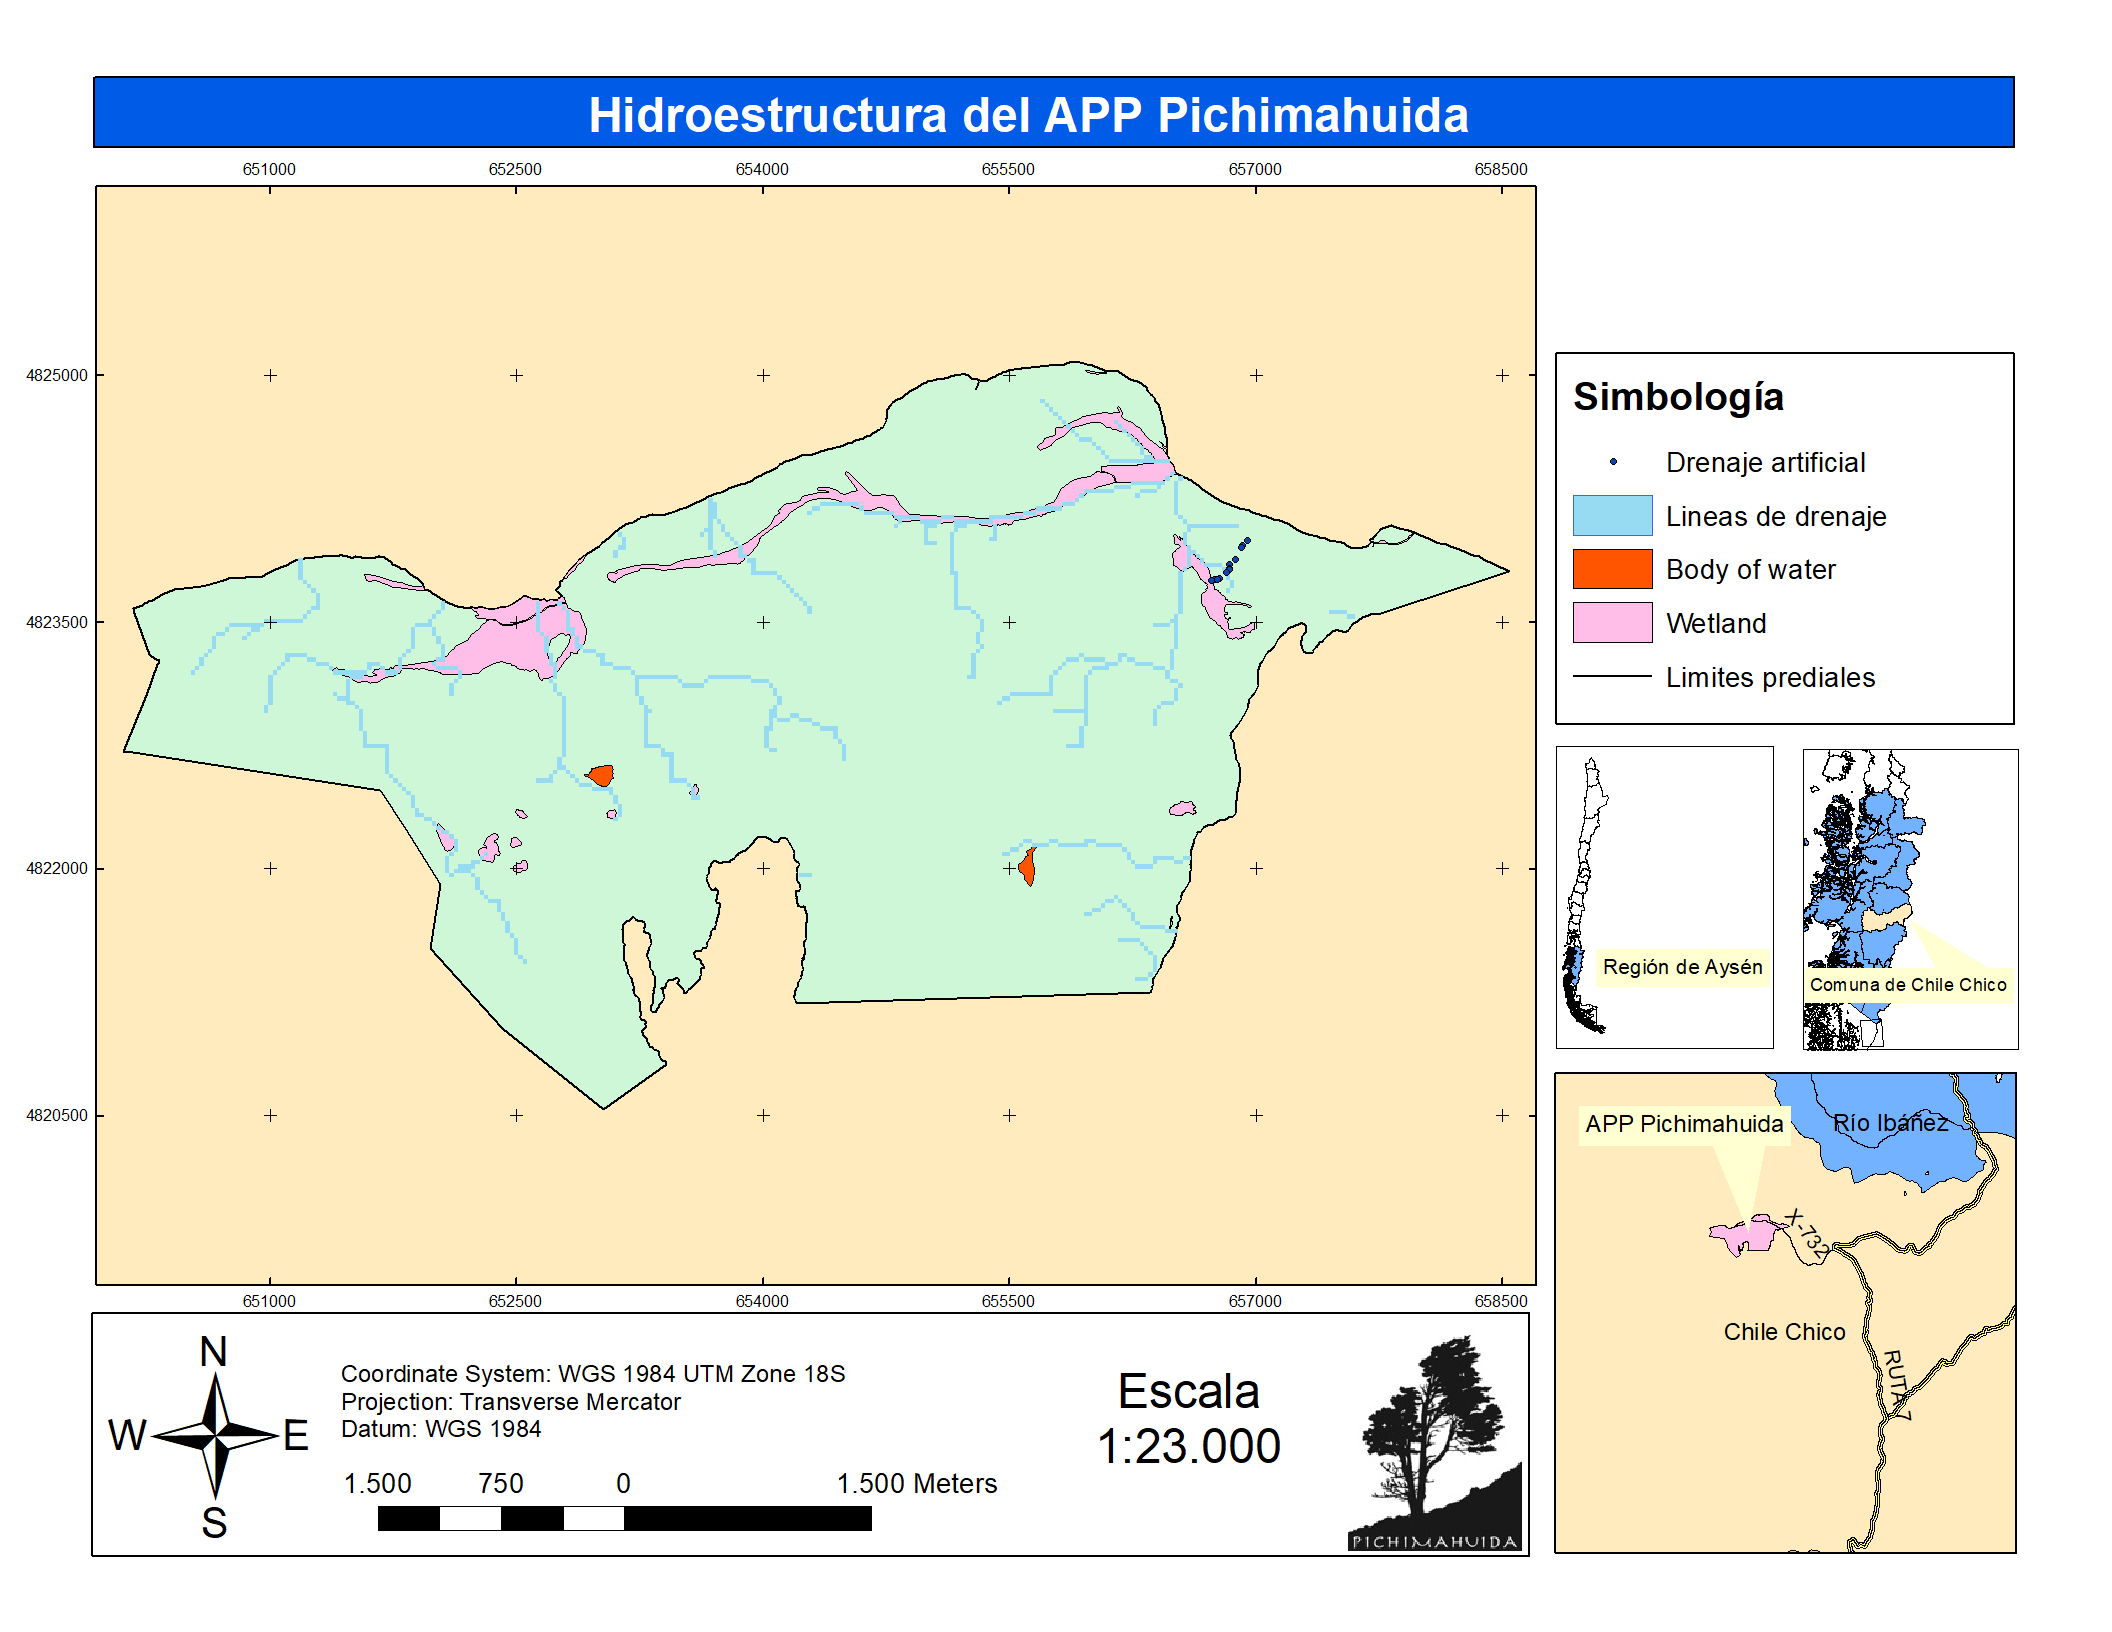 Hidroestructura del APP Pichimahuida
651000 652500 654000 655500 657000 658500
4825000
4823500
4822000
4820500
651000 652500 654000 655500 657000 658500
Simbología
Drenaje artificial
Lineas de drenaje
Body of water
Wetland
Limites prediales
Región de Aysén
Comuna de Chile Chico
APP Pichimahuida
Río Ibáñez
X-732
Chile Chico
RUTA 7
N
W E
S
Coordinate System: WGS 1984 UTM Zone 18S
Projection: Transverse Mercator
Datum: WGS 1984
1.500 750 0 1.500 Meters
Escala
1:23.000
PICHIMAHUIDA